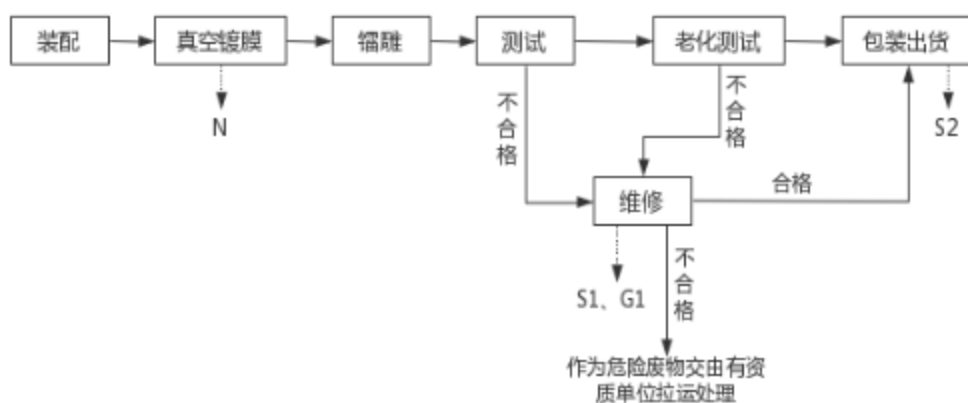 装配
真空镀膜
镭雕
测试
老化测试
包装出货
N
不合格
不合格
S2
维修
合格
S1、G1
不合格
作为危险废物交由有资
质单位拉运处理